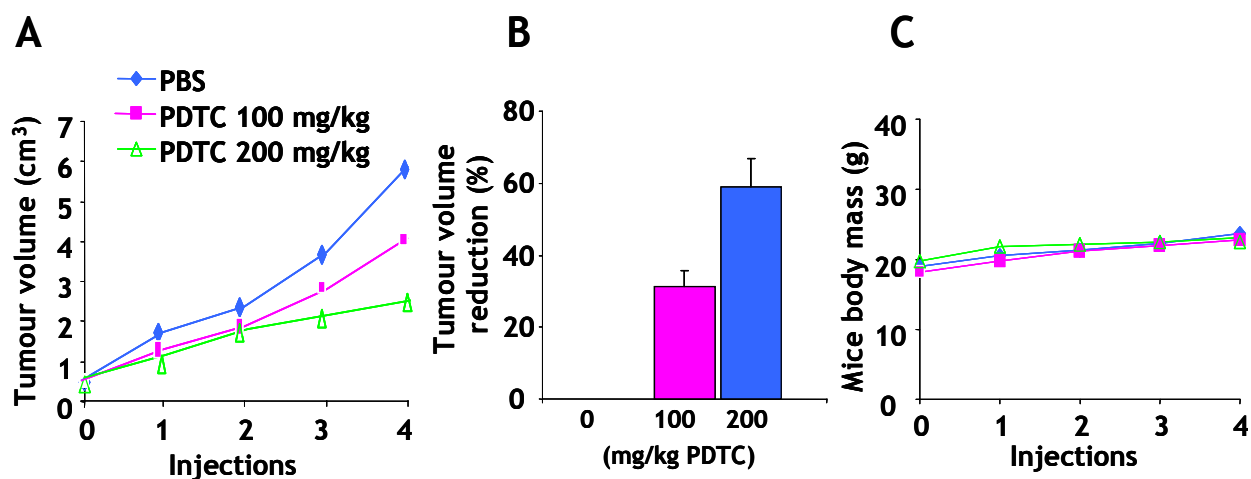 A
B
C
PBS
PDTC 100 mg/kg
PDTC 200 mg/kg
Tumour volume (cm³)
7
6
5
4
3
2
1
0
0 1 2 3 4
Injections
Tumour volume
reduction (%)
80
60
40
20
0
0 100 200
(mg/kg PDTC)
Mice body mass (g)
40
30
20
10
0
0 1 2 3 4
Injections